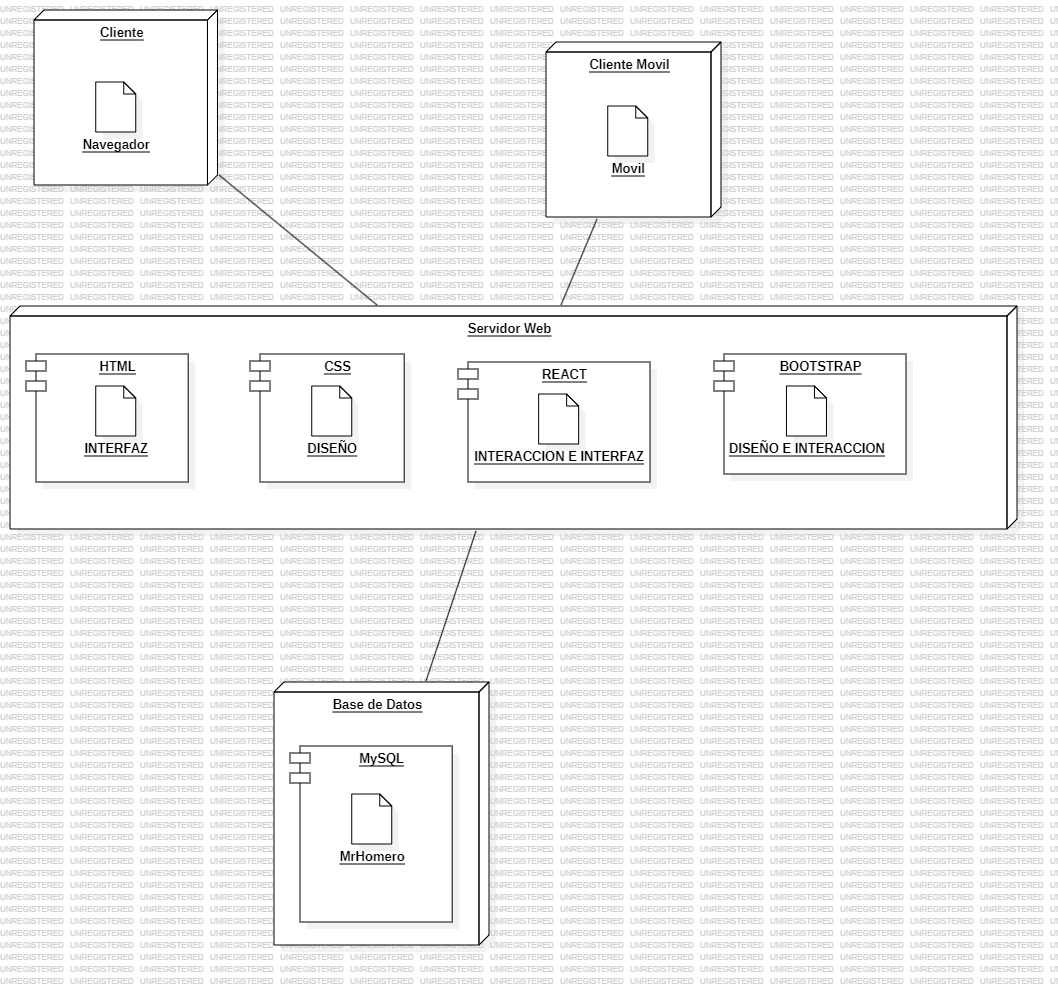 Cliente
Navegador
Cliente Movil
Movil
Servidor Web
HTML
INTERFAZ
CSS
DISEÑO
REACT
INTERACCION E INTERFAZ
BOOTSTRAP
DISEÑO E INTERACCION
Base de Datos
MySQL
MrHomero
UNREGISTERED